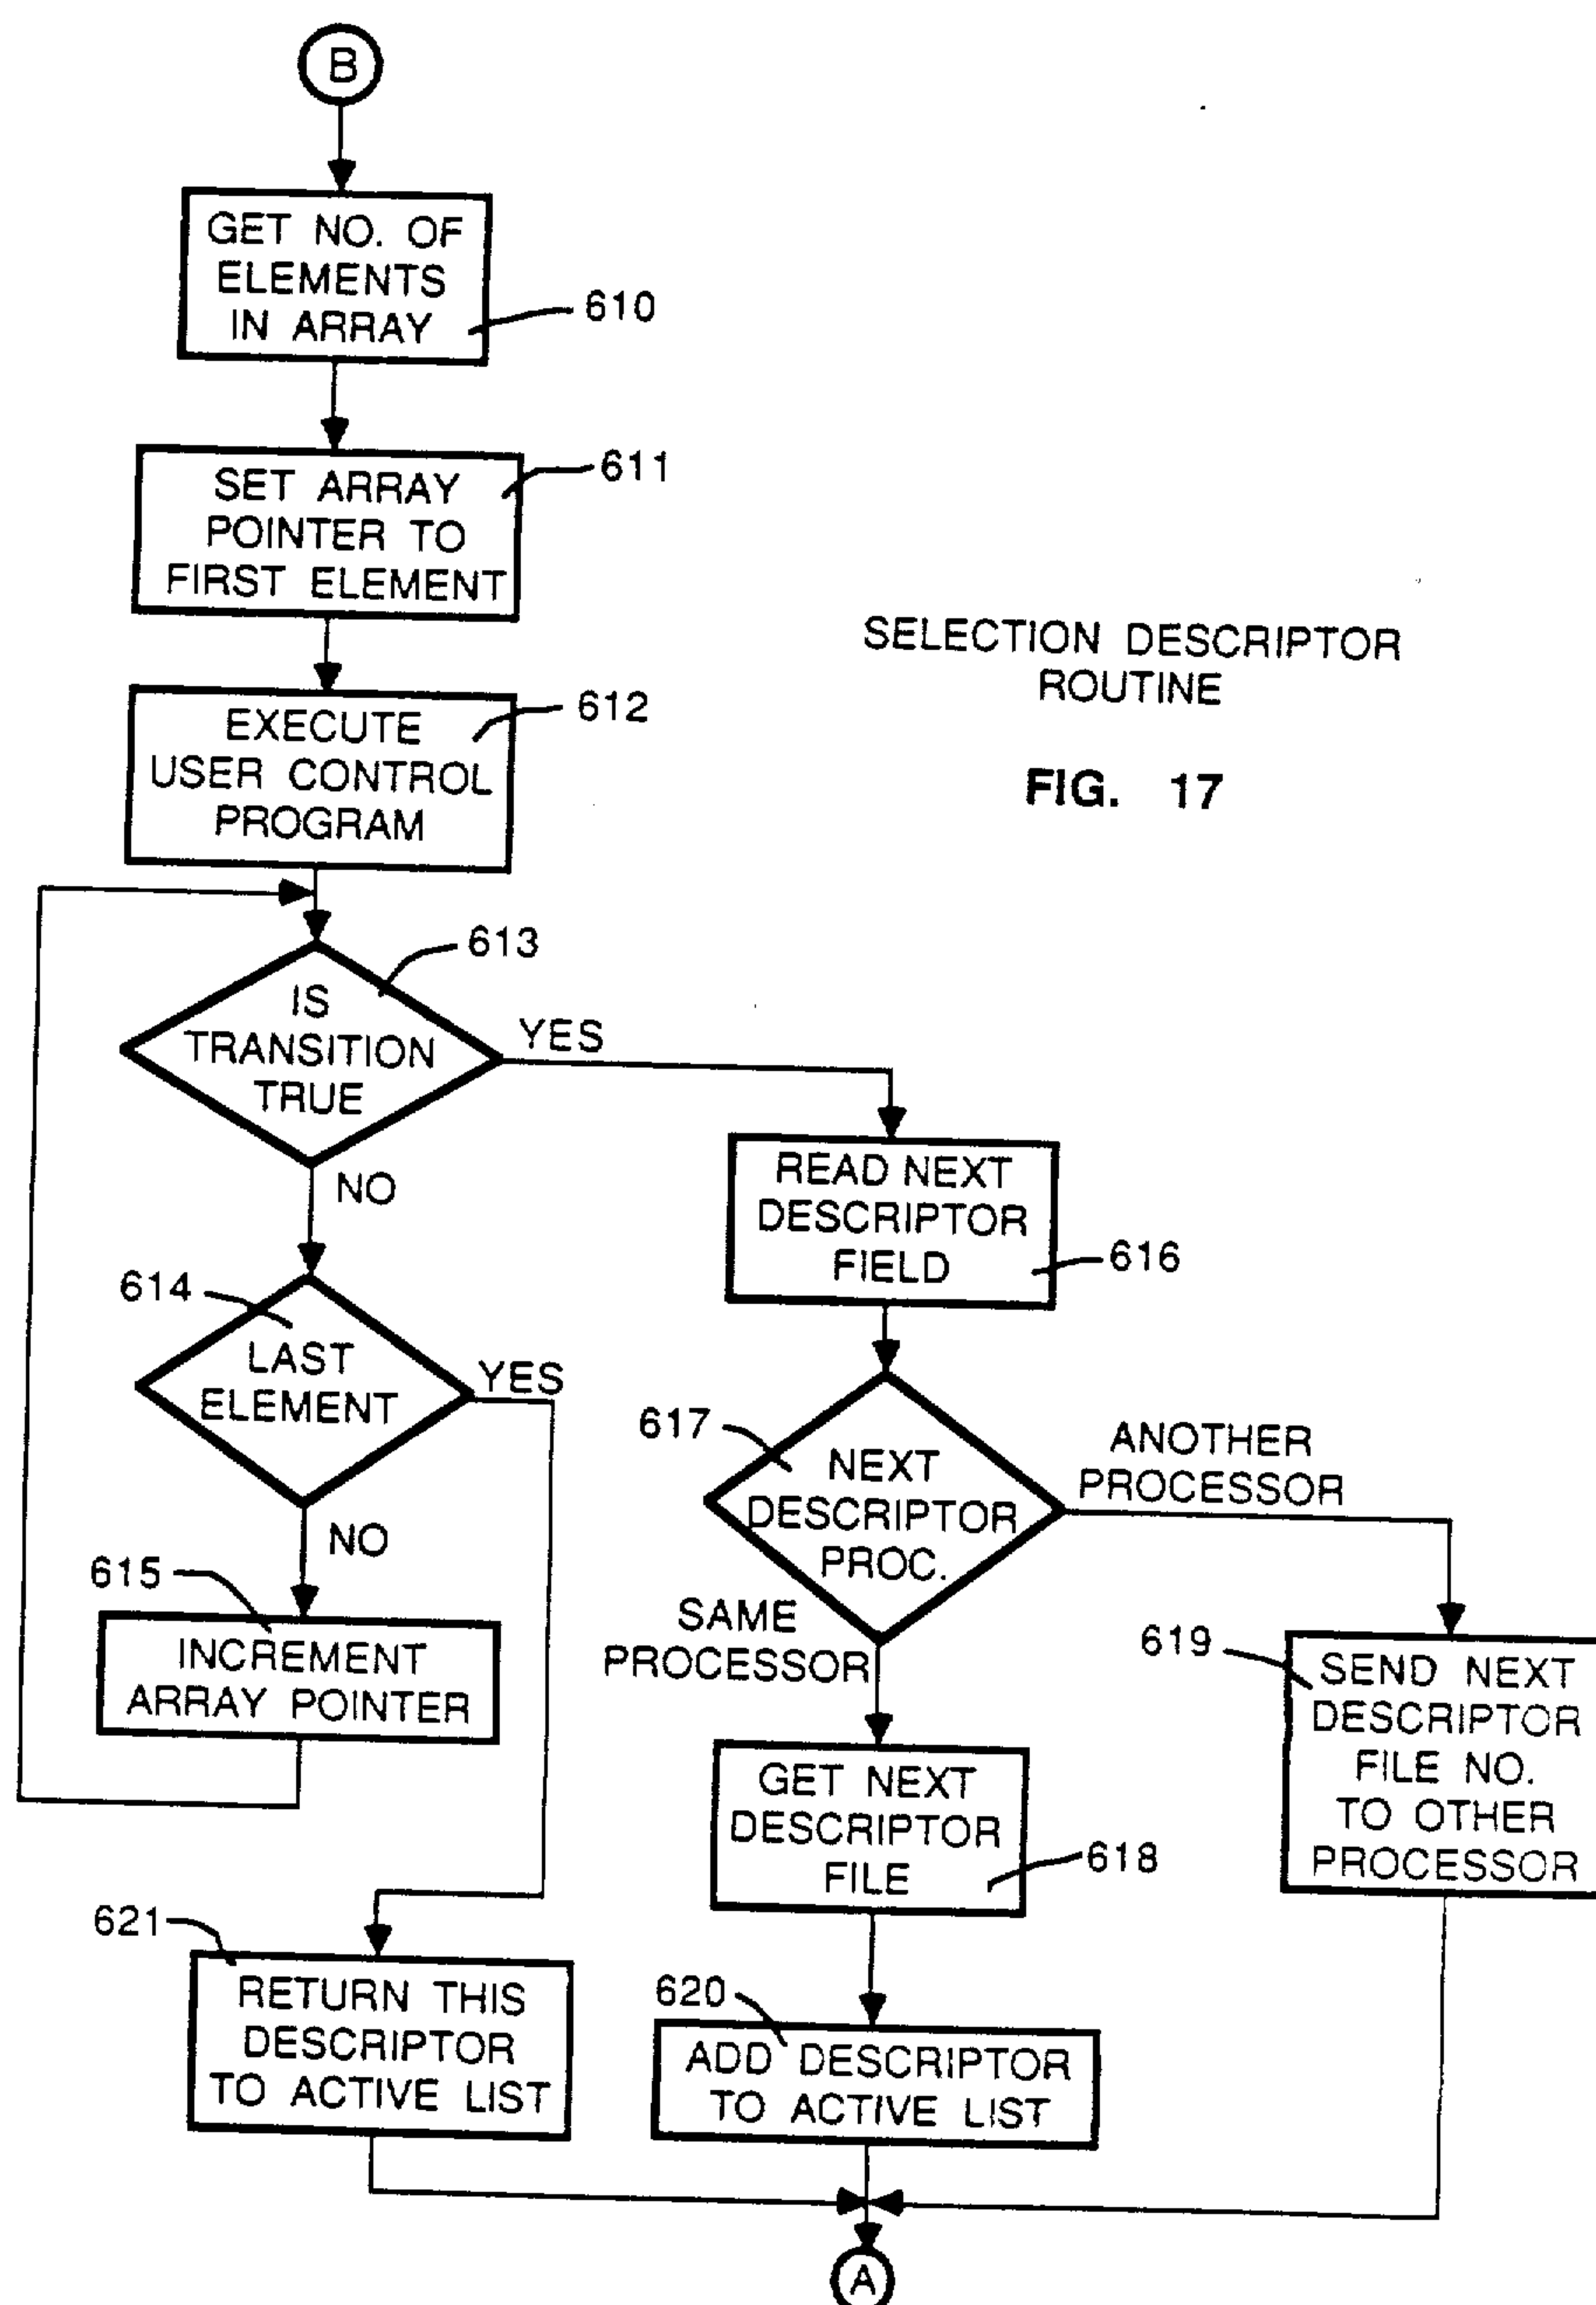 B
GET NO. OF
ELEMENTS
IN ARRAY
610
SET ARRAY
POINTER TO
FIRST ELEMENT
611
SELECTION DESCRIPTOR
ROUTINE
FIG. 17
EXECUTE
USER CONTROL
PROGRAM
612
613
IS
TRANSITION
TRUE
YES
NO
READ NEXT
DESCRIPTOR
FIELD
616
614
LAST
ELEMENT
YES
NO
617
NEXT
DESCRIPTOR
PROC.
ANOTHER
PROCESSOR
SAME
PROCESSOR
615
INCREMENT
ARRAY POINTER
619
SEND NEXT
DESCRIPTOR
FILE NO.
TO OTHER
PROCESSOR
GET NEXT
DESCRIPTOR
FILE
618
621
RETURN THIS
DESCRIPTOR
TO ACTIVE LIST
620
ADD DESCRIPTOR
TO ACTIVE LIST
A